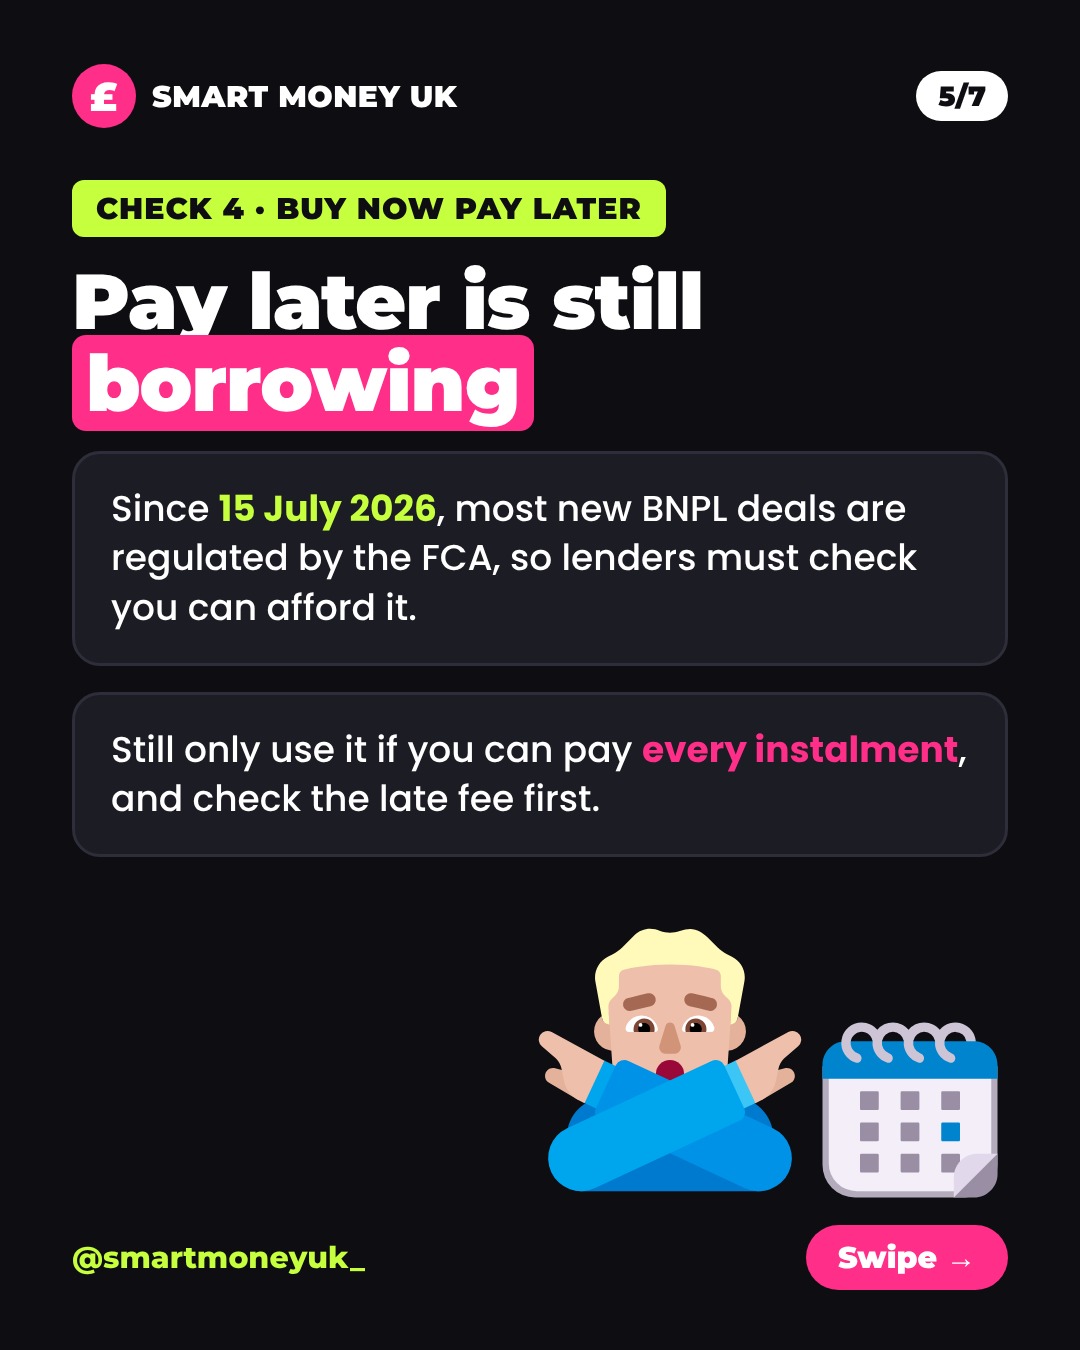 £ SMART MONEY UK
5/7
CHECK 4 • BUY NOW PAY LATER
Pay later is still
borrowing
Since 15 July 2026, most new BNPL deals are
regulated by the FCA, so lenders must check
you can afford it.
Still only use it if you can pay every instalment,
and check the late fee first.
@smartmoneyuk_
Swipe →